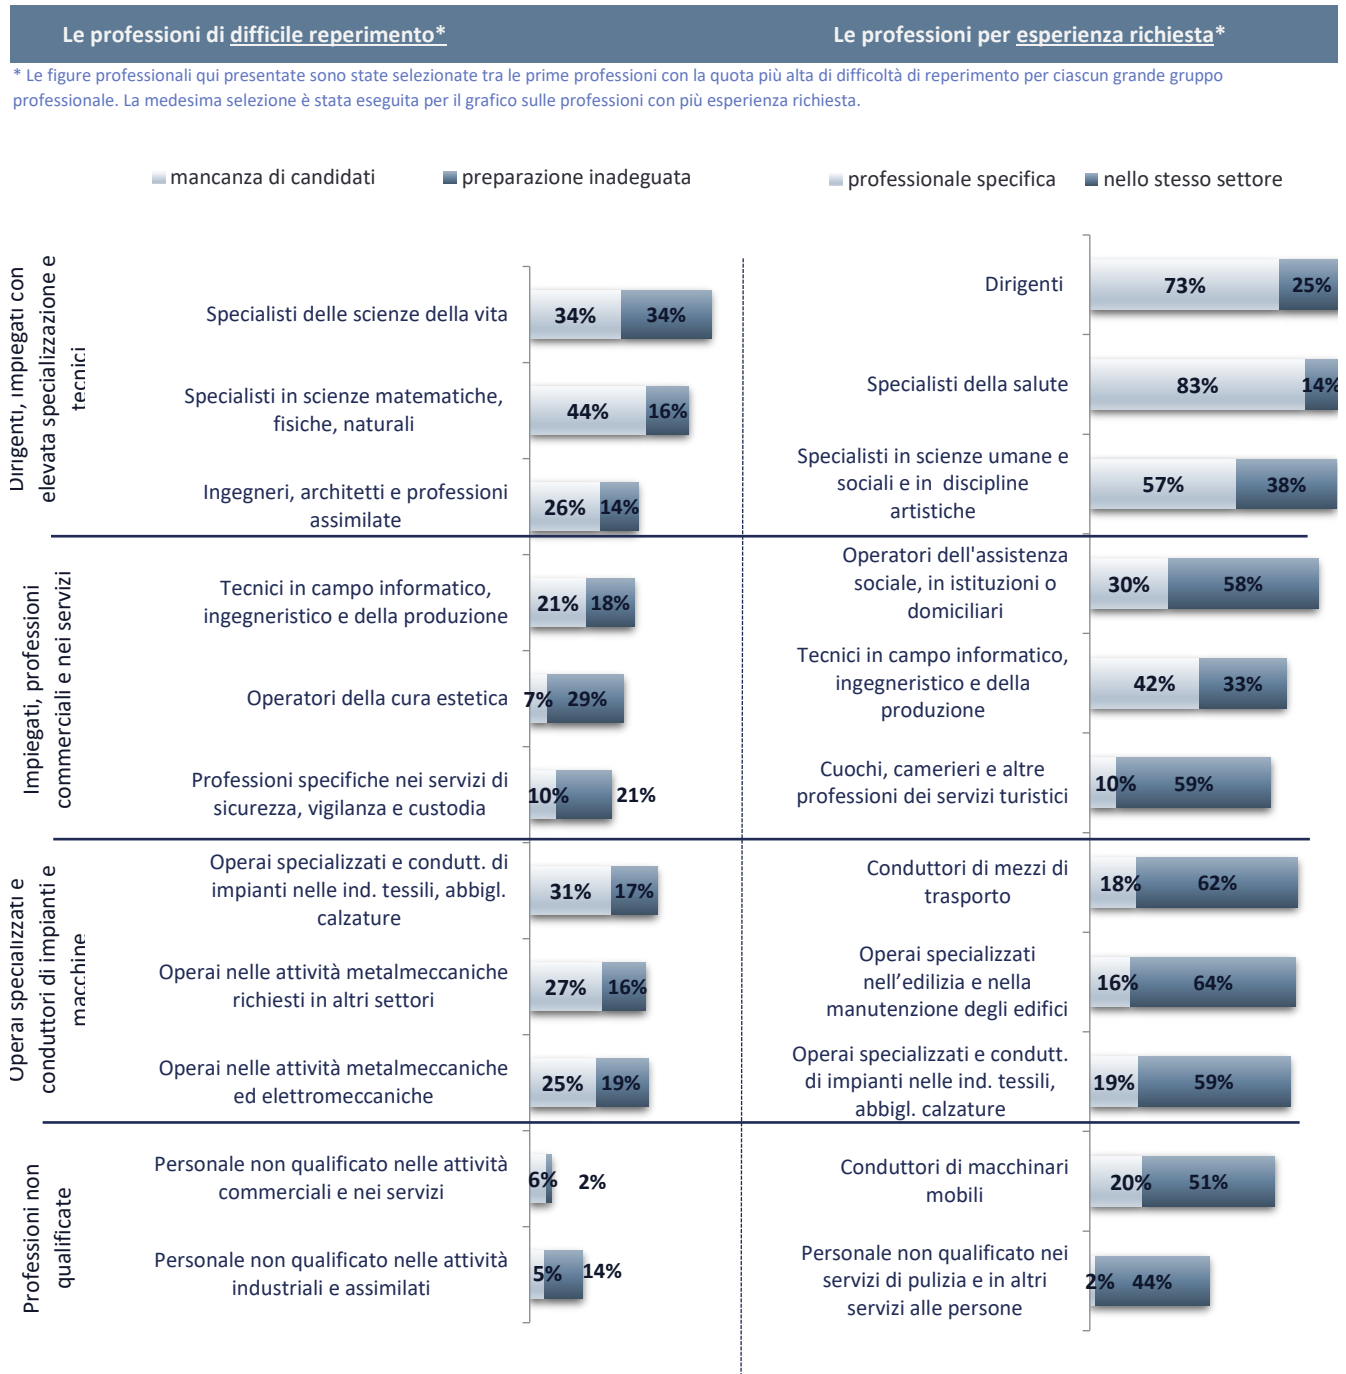 Le professioni di difficile reperimento*
Le professioni per esperienza richiesta*
* Le figure professionali qui presentate sono state selezionate tra le prime professioni con la quota più alta di difficoltà di reperimento per ciascun grande gruppo
professionale. La medesima selezione è stata eseguita per il grafico sulle professioni con più esperienza richiesta.
mancanza di candidati
preparazione inadeguata
professionale specifica
nello stesso settore
Dirigenti, impiegati con
elevata specializzazione e
tecnici
Specialisti delle scienze della vita
34%
34%
Specialisti in scienze matematiche,
fisiche, naturali
44%
16%
Ingegneri, architetti e professioni
assimilate
26%
14%
Dirigenti
73%
25%
Specialisti della salute
83%
14%
Specialisti in scienze umane e
sociali e in discipline
artistiche
57%
38%
Impiegati, professioni
commerciali e nei servizi
Tecnici in campo informatico,
ingegneristico e della produzione
21%
18%
Operatori della cura estetica
7%
29%
Professioni specifiche nei servizi di
sicurezza, vigilanza e custodia
10%
21%
Operatori dell'assistenza
sociale, in istituzioni o
domiciliari
30%
58%
Tecnici in campo informatico,
ingegneristico e della
produzione
42%
33%
Cuochi, camerieri e altre
professioni dei servizi turistici
10%
59%
Operai specializzati e
conduttori di impianti e
macchine
Operai specializzati e condutt. di
impianti nelle ind. tessili, abbigl.
calzature
31%
17%
Operai nelle attività metalmeccaniche
richiesti in altri settori
27%
16%
Operai nelle attività metalmeccaniche
ed elettromeccaniche
25%
19%
Conduttori di mezzi di
trasporto
18%
62%
Operai specializzati
nell’edilizia e nella
manutenzione degli edifici
16%
64%
Operai specializzati e condutt.
di impianti nelle ind. tessili,
abbigl. calzature
19%
59%
Professioni non
qualificate
Personale non qualificato nelle attività
commerciali e nei servizi
6%
2%
Personale non qualificato nelle attività
industriali e assimilati
5%
14%
Conduttori di macchinari
mobili
20%
51%
Personale non qualificato nei
servizi di pulizia e in altri
servizi alle persone
2%
44%